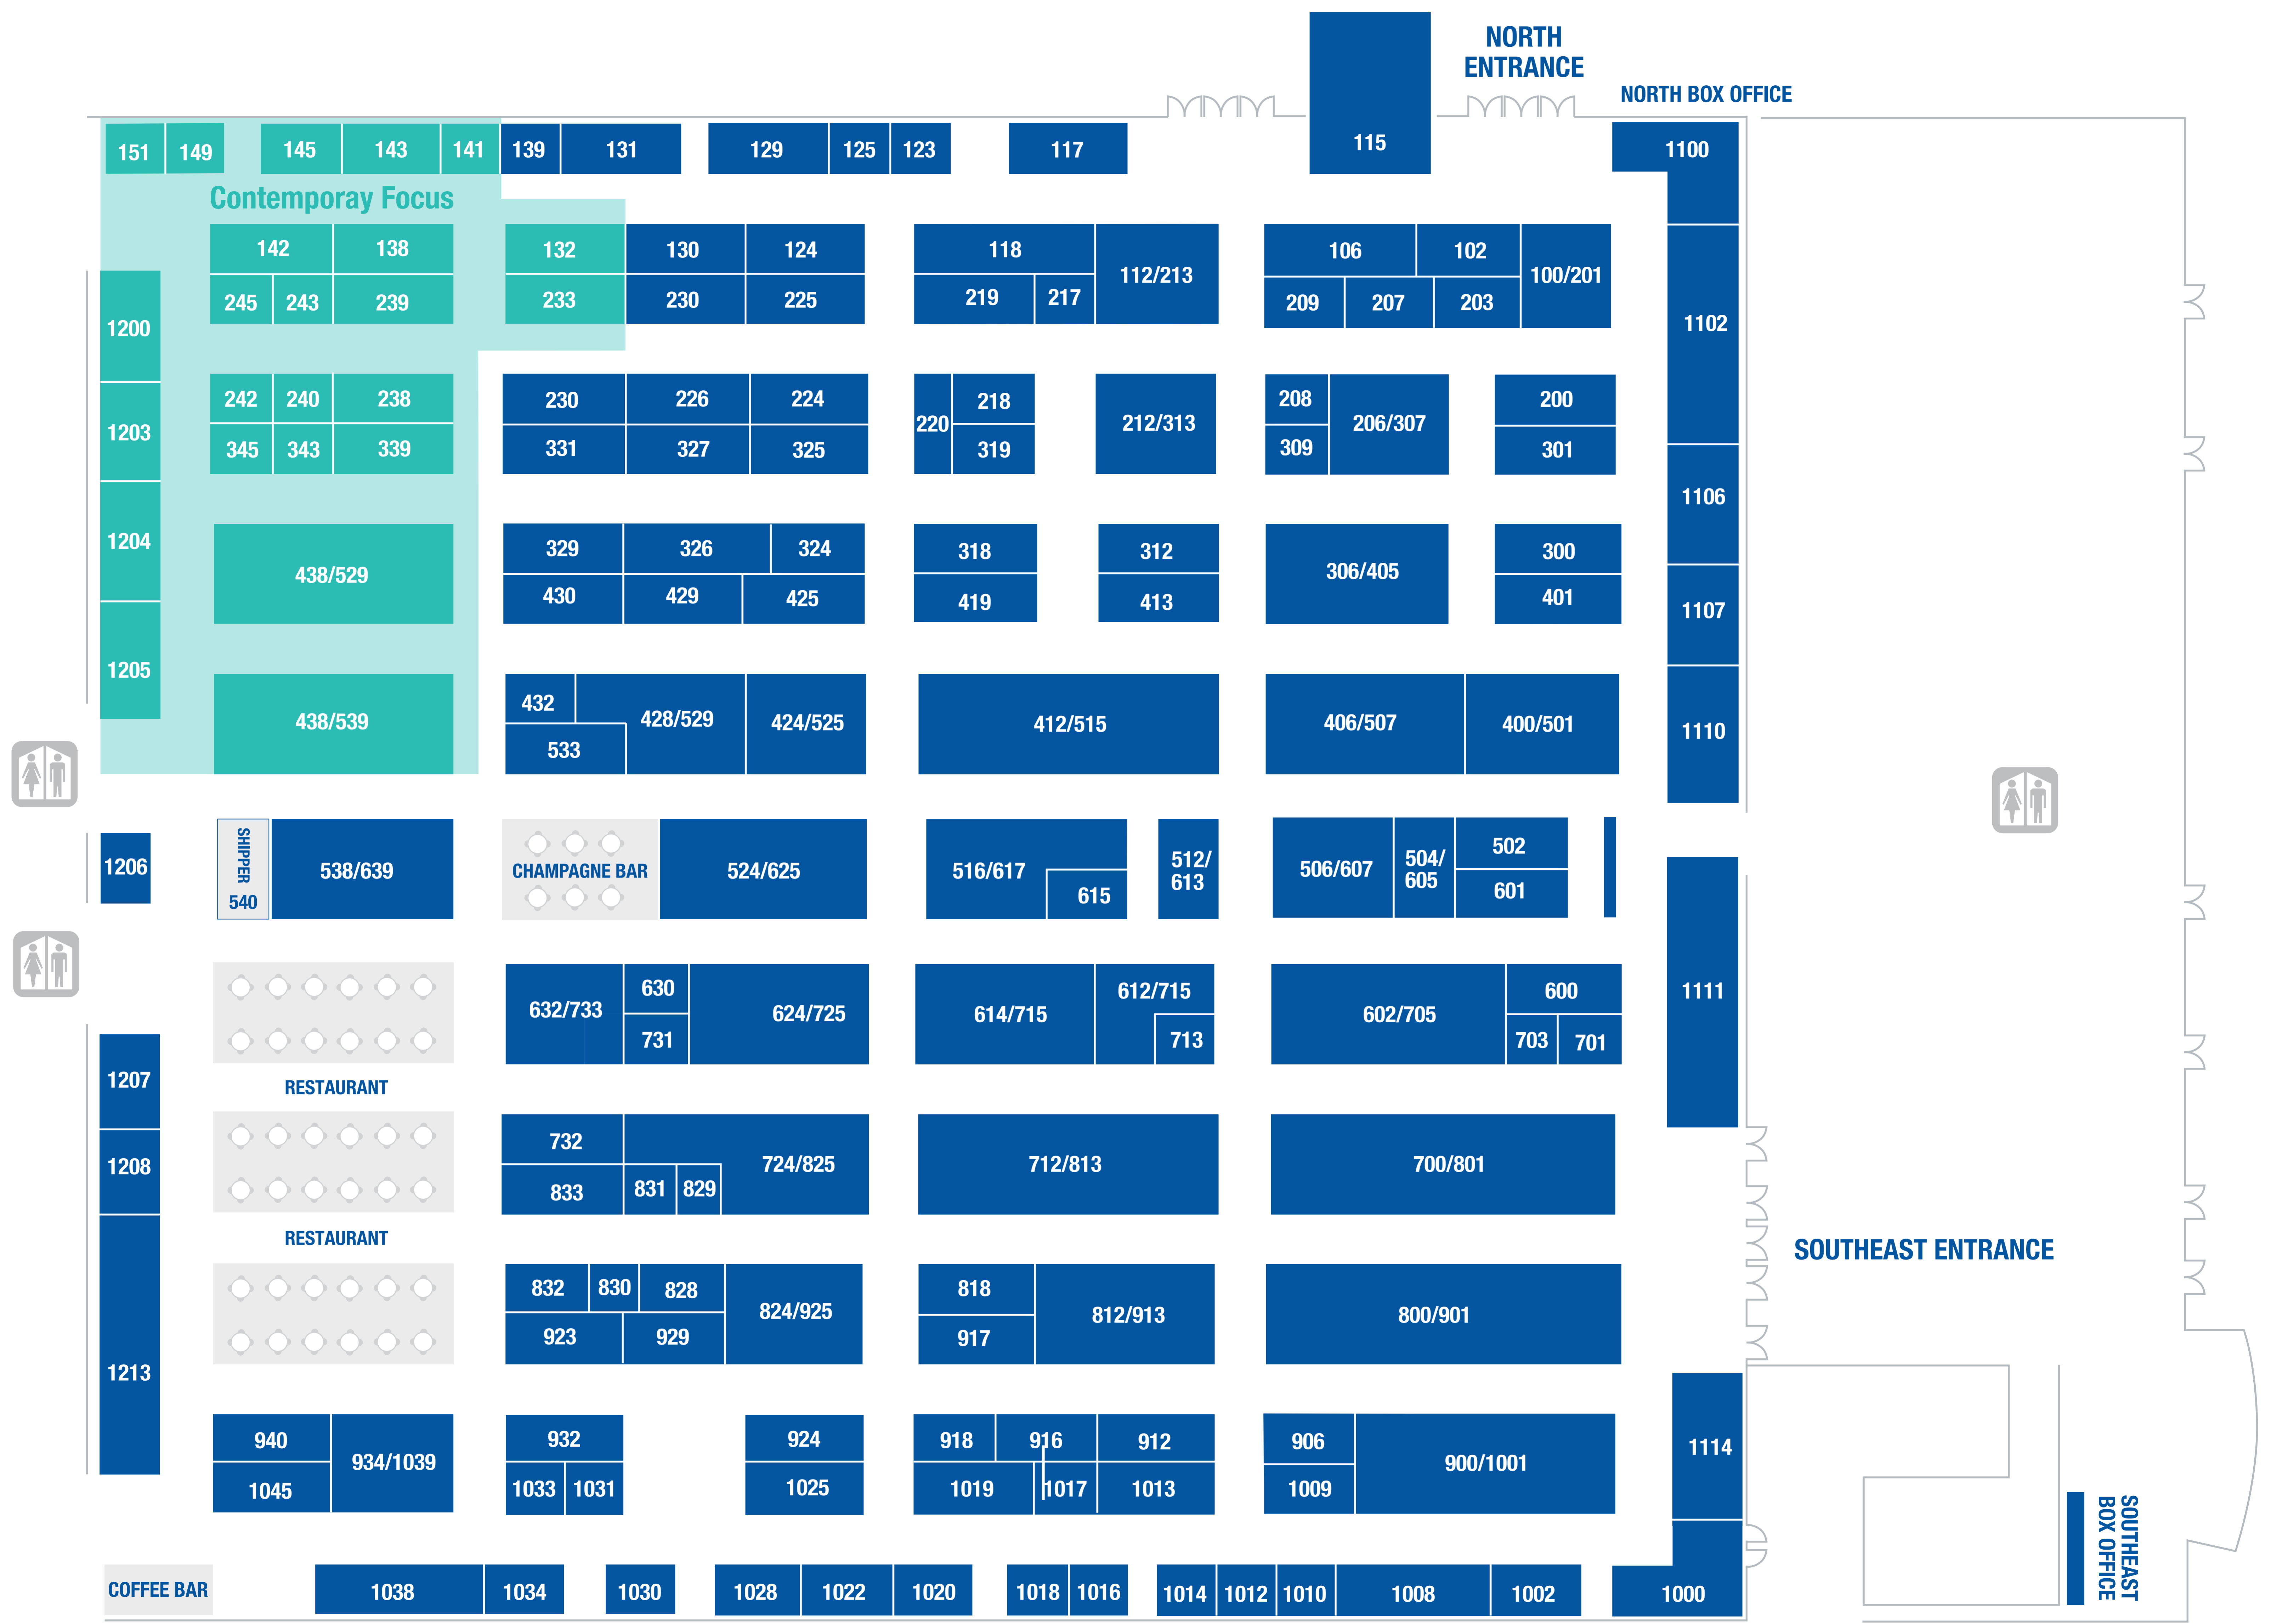 NORTH
ENTRANCE
NORTH BOX OFFICE
115
1100
151 149 145 143 141 139 131 129 125 123 117
Contemporay Focus
142 138 132 130 124 118 112/213 106 102 100/201
245 243 239 233 230 225 219 217 209 207 203
1200
1102
242 240 238 230 226 224 220 218 212/313 208 206/307 200
1203
345 343 339 331 327 325 319 309 301
1106
1204
438/529
329 326 324 318 312 306/405 300
430 429 425 419 413 401
1107
1205
438/539
432 428/529 424/525 412/515 406/507 400/501
533
1110
1206
SHIPPER
540
538/639
CHAMPAGNE BAR
524/625
516/617
615
512/
613
506/607
504/
605
502
601
632/733 630 624/725 614/715 612/715 602/705 600
731 713 703 701
1111
RESTAURANT
1207
1208
732 724/825 712/813 700/801
833 831 829
RESTAURANT
SOUTHEAST ENTRANCE
832 830 828 824/925 818 812/913 800/901
923 929 917
1213
940 934/1039 932 924 918 916 912 906 900/1001
1045 1033 1031 1025 1019 1017 1013 1009
1114
SOUTHEAST
BOX OFFICE
COFFEE BAR
1038 1034 1030 1028 1022 1020 1018 1016 1014 1012 1010 1008 1002 1000